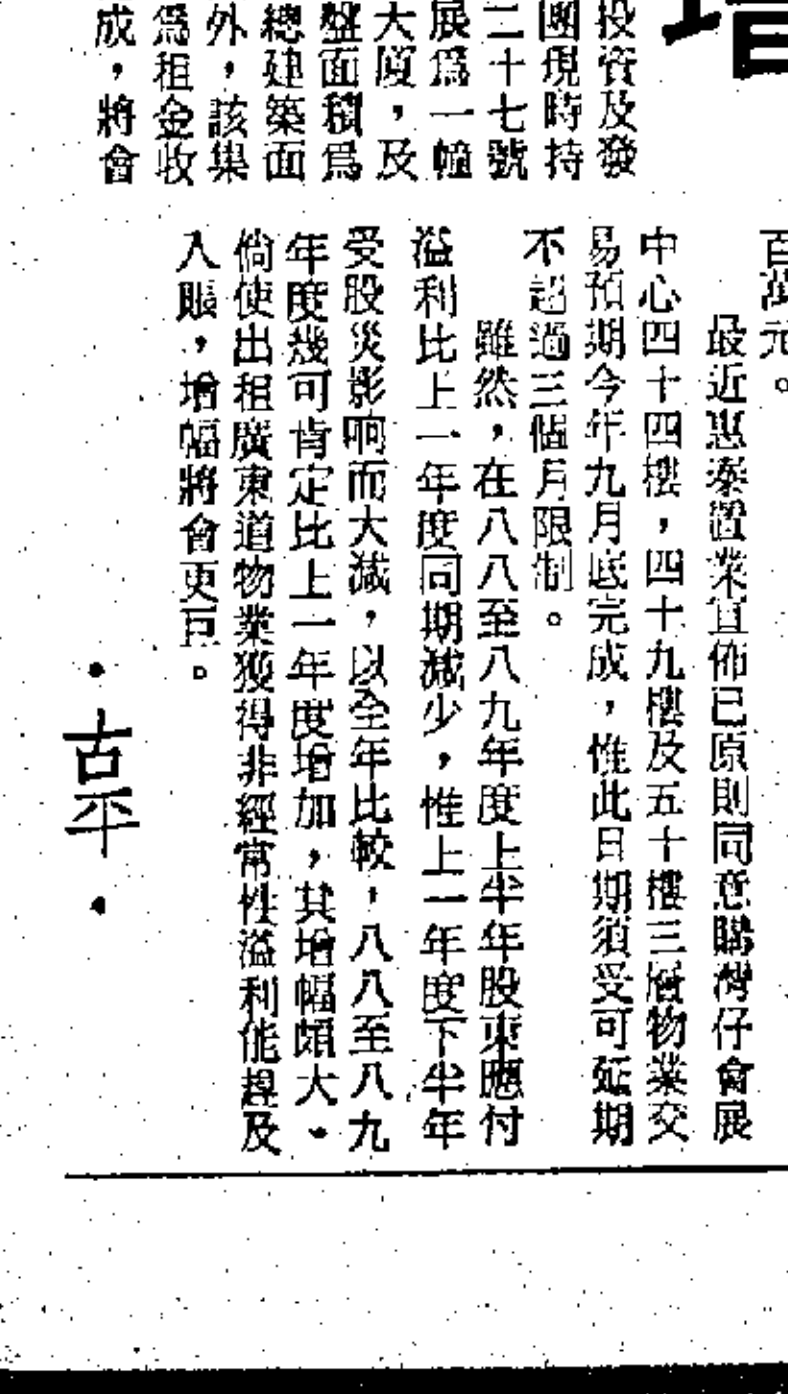 增
投資及發
團現時持
二十七號
展爲一幢
大廈，及
盤面積爲
總建築面
外，該集
爲租金收
成，將會
百萬元。
最近惠泰置業宣佈已原則同意購灣仔會展
中心四十四樓，四十九樓及五十樓三層物業交
易預期今年九月底完成，惟此日期須受可延期
不超過三個月限制。
雖然，在八八至八九年度上半年股東應付
溢利比上一年度同期減少，惟上一年度下半年
受股災影响而大減，以全年比較，八八至八九
年度幾可肯定比上一年度增加，其增幅頗大。
倘使出租廣東道物業獲得非經常性溢利能趕及
入賬，增幅將會更巨。
·古平·